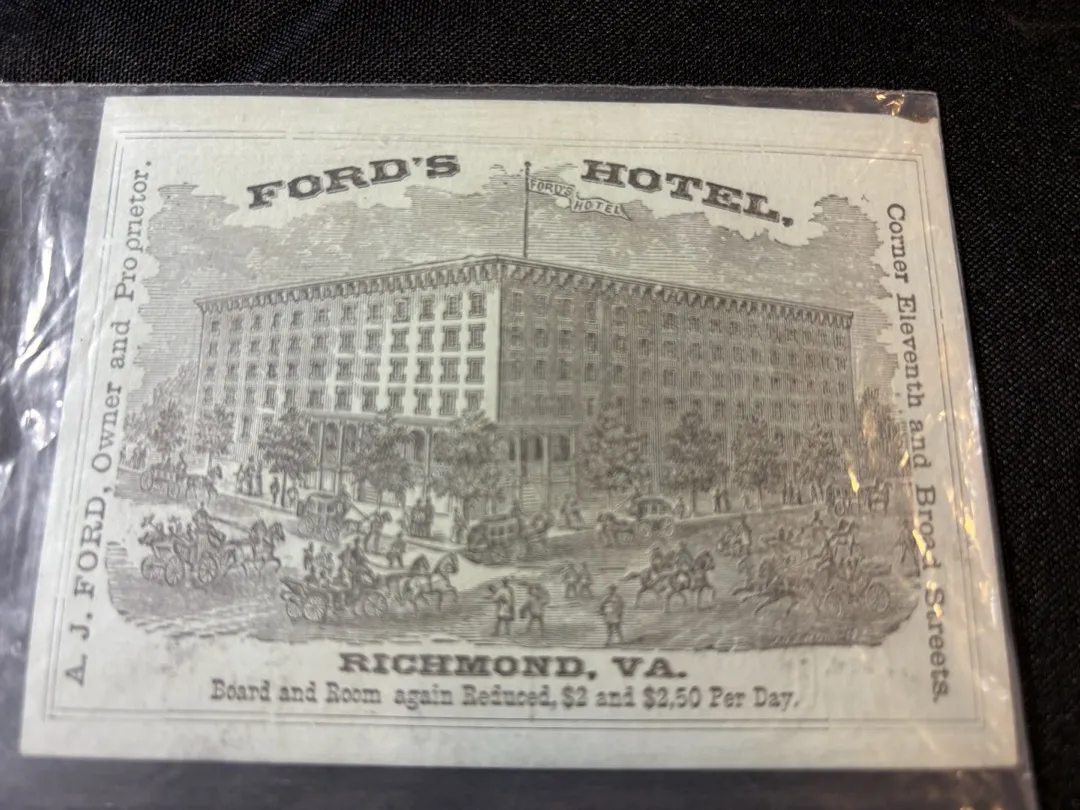 FORD'S HOTEL,
FORD'S
HOTEL
A. J. FORD, Owner and Proprietor.
Corner Eleventh and Broad Streets.
RICHMOND, VA.
Board and Room again Reduced, $2 and $2,50 Per Day.